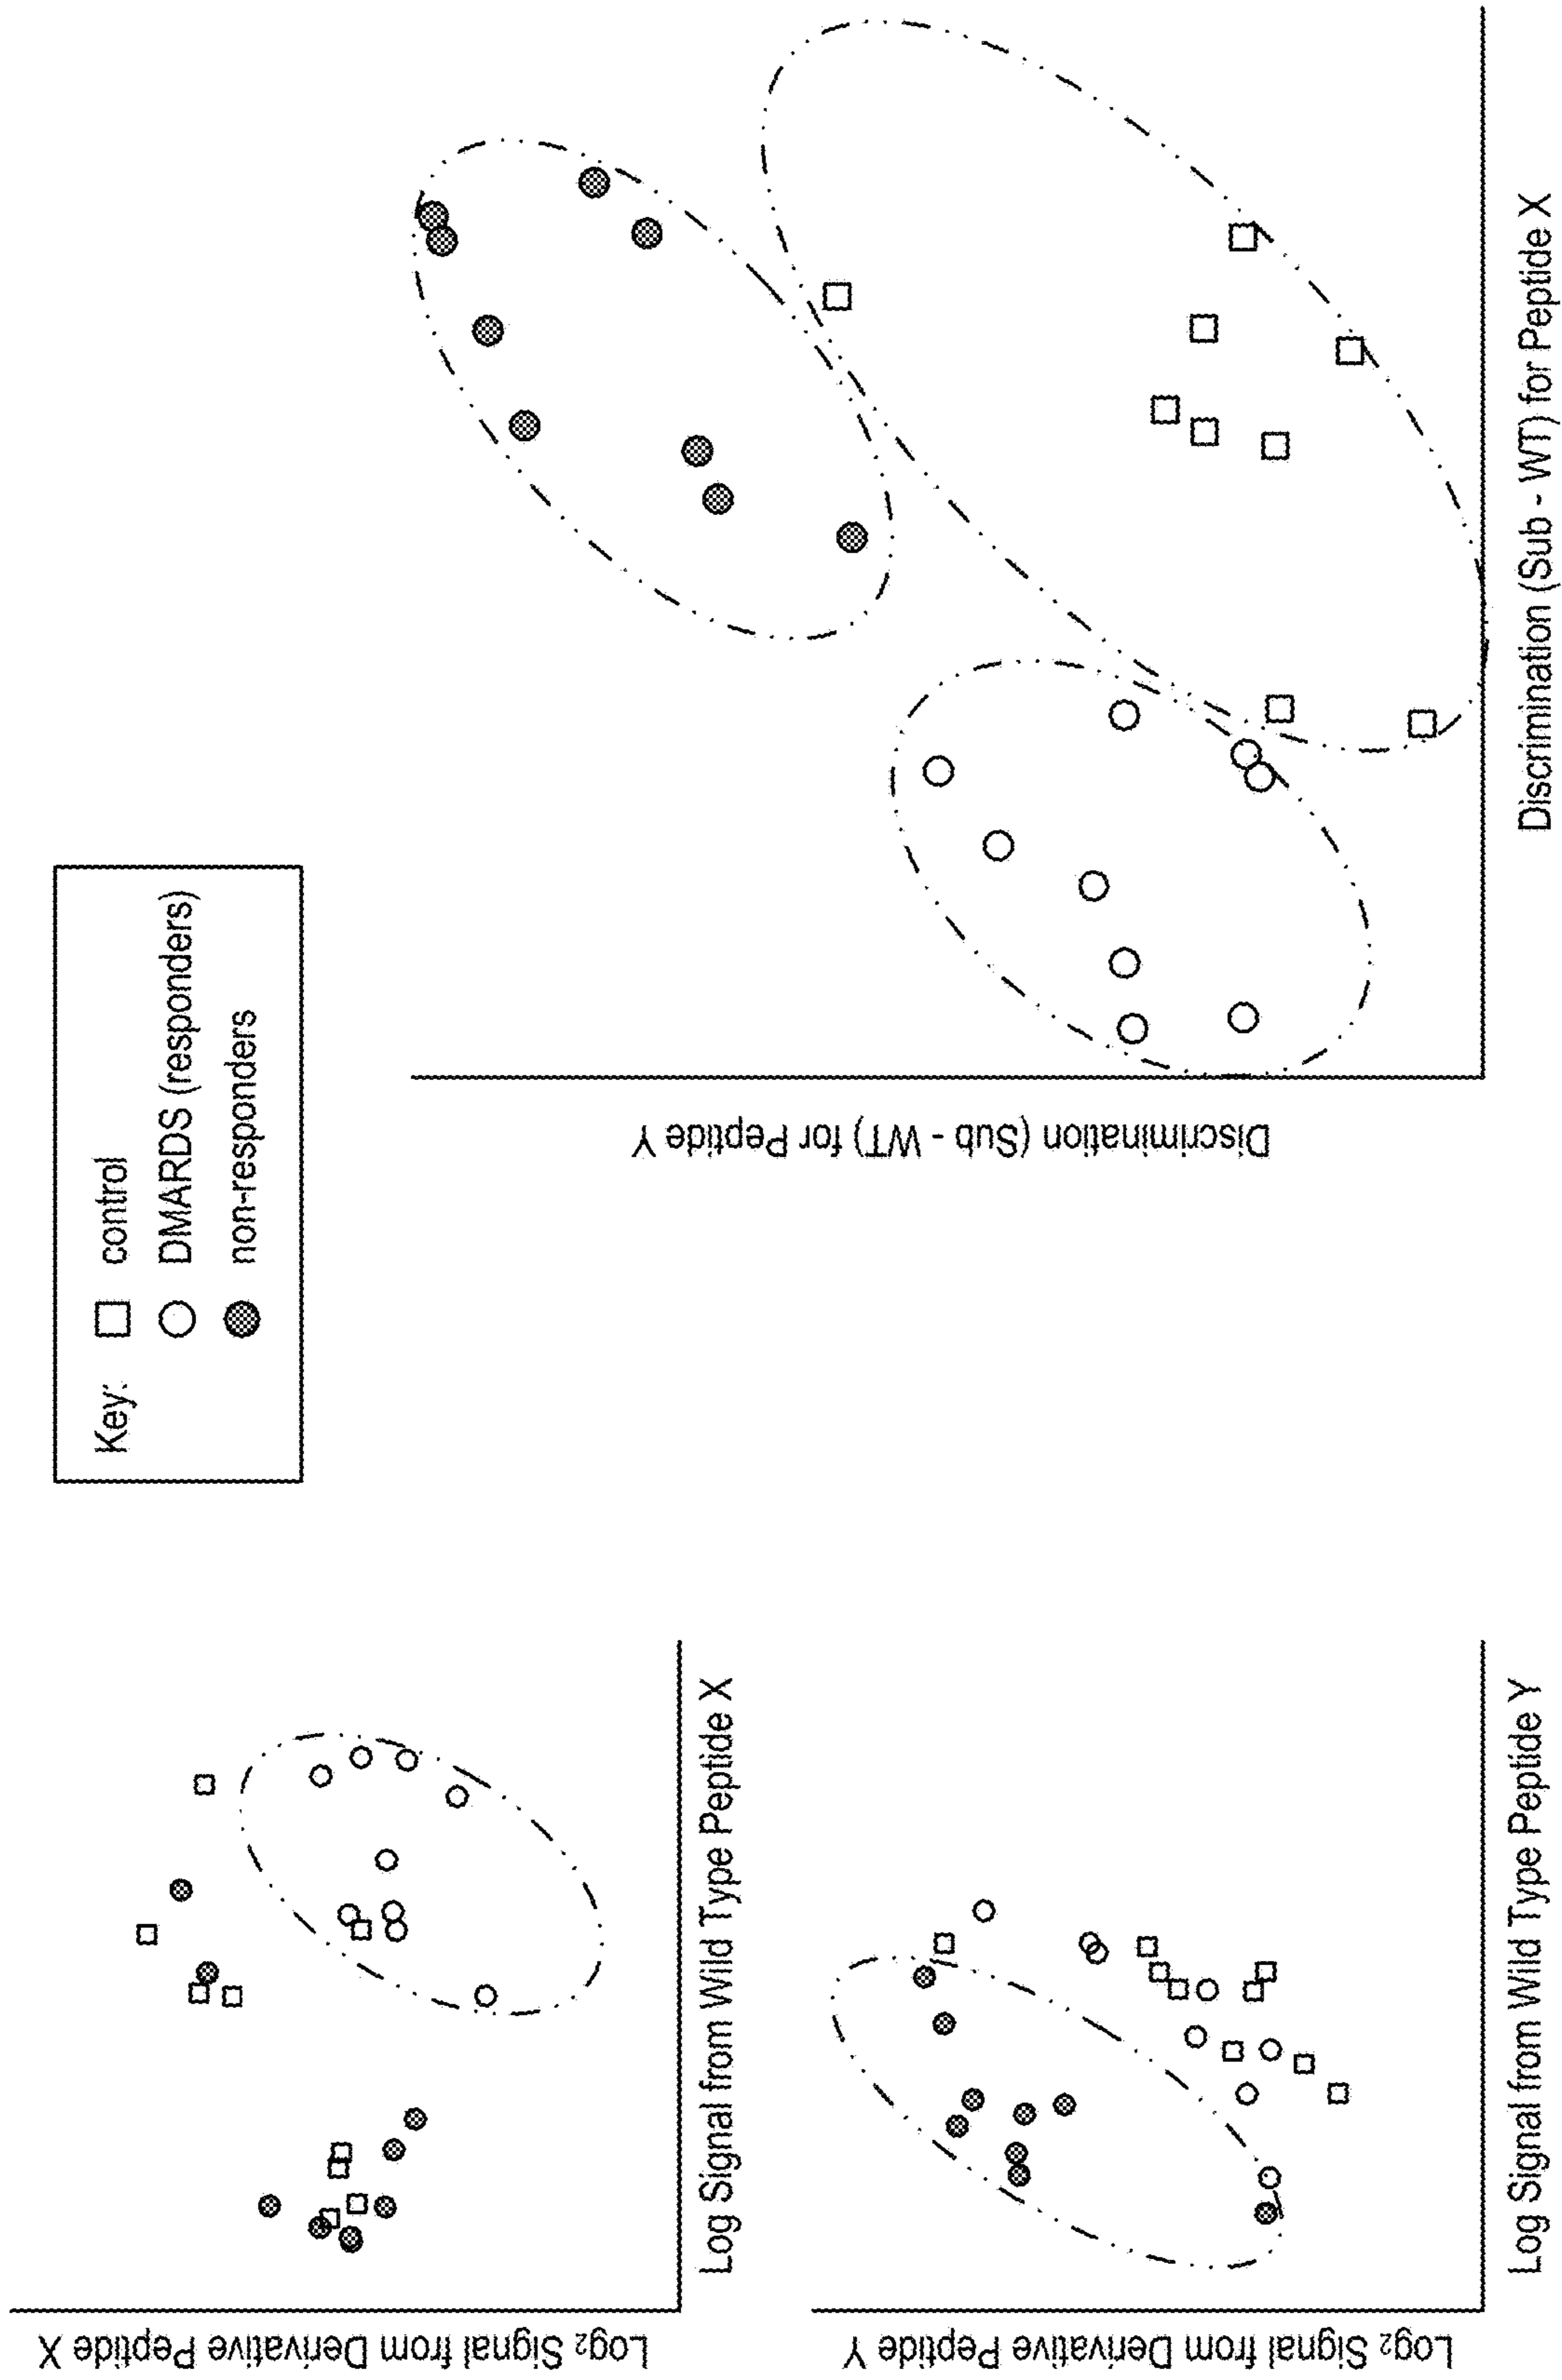 Log₂ Signal from Derivative Peptide X
Log Signal from Wild Type Peptide X
Log₂ Signal from Derivative Peptide Y
Log Signal from Wild Type Peptide Y
Key:
control
DMARDS (responders)
non-responders
Discrimination (Sub - WT) for Peptide Y
Discrimination (Sub - WT) for Peptide X